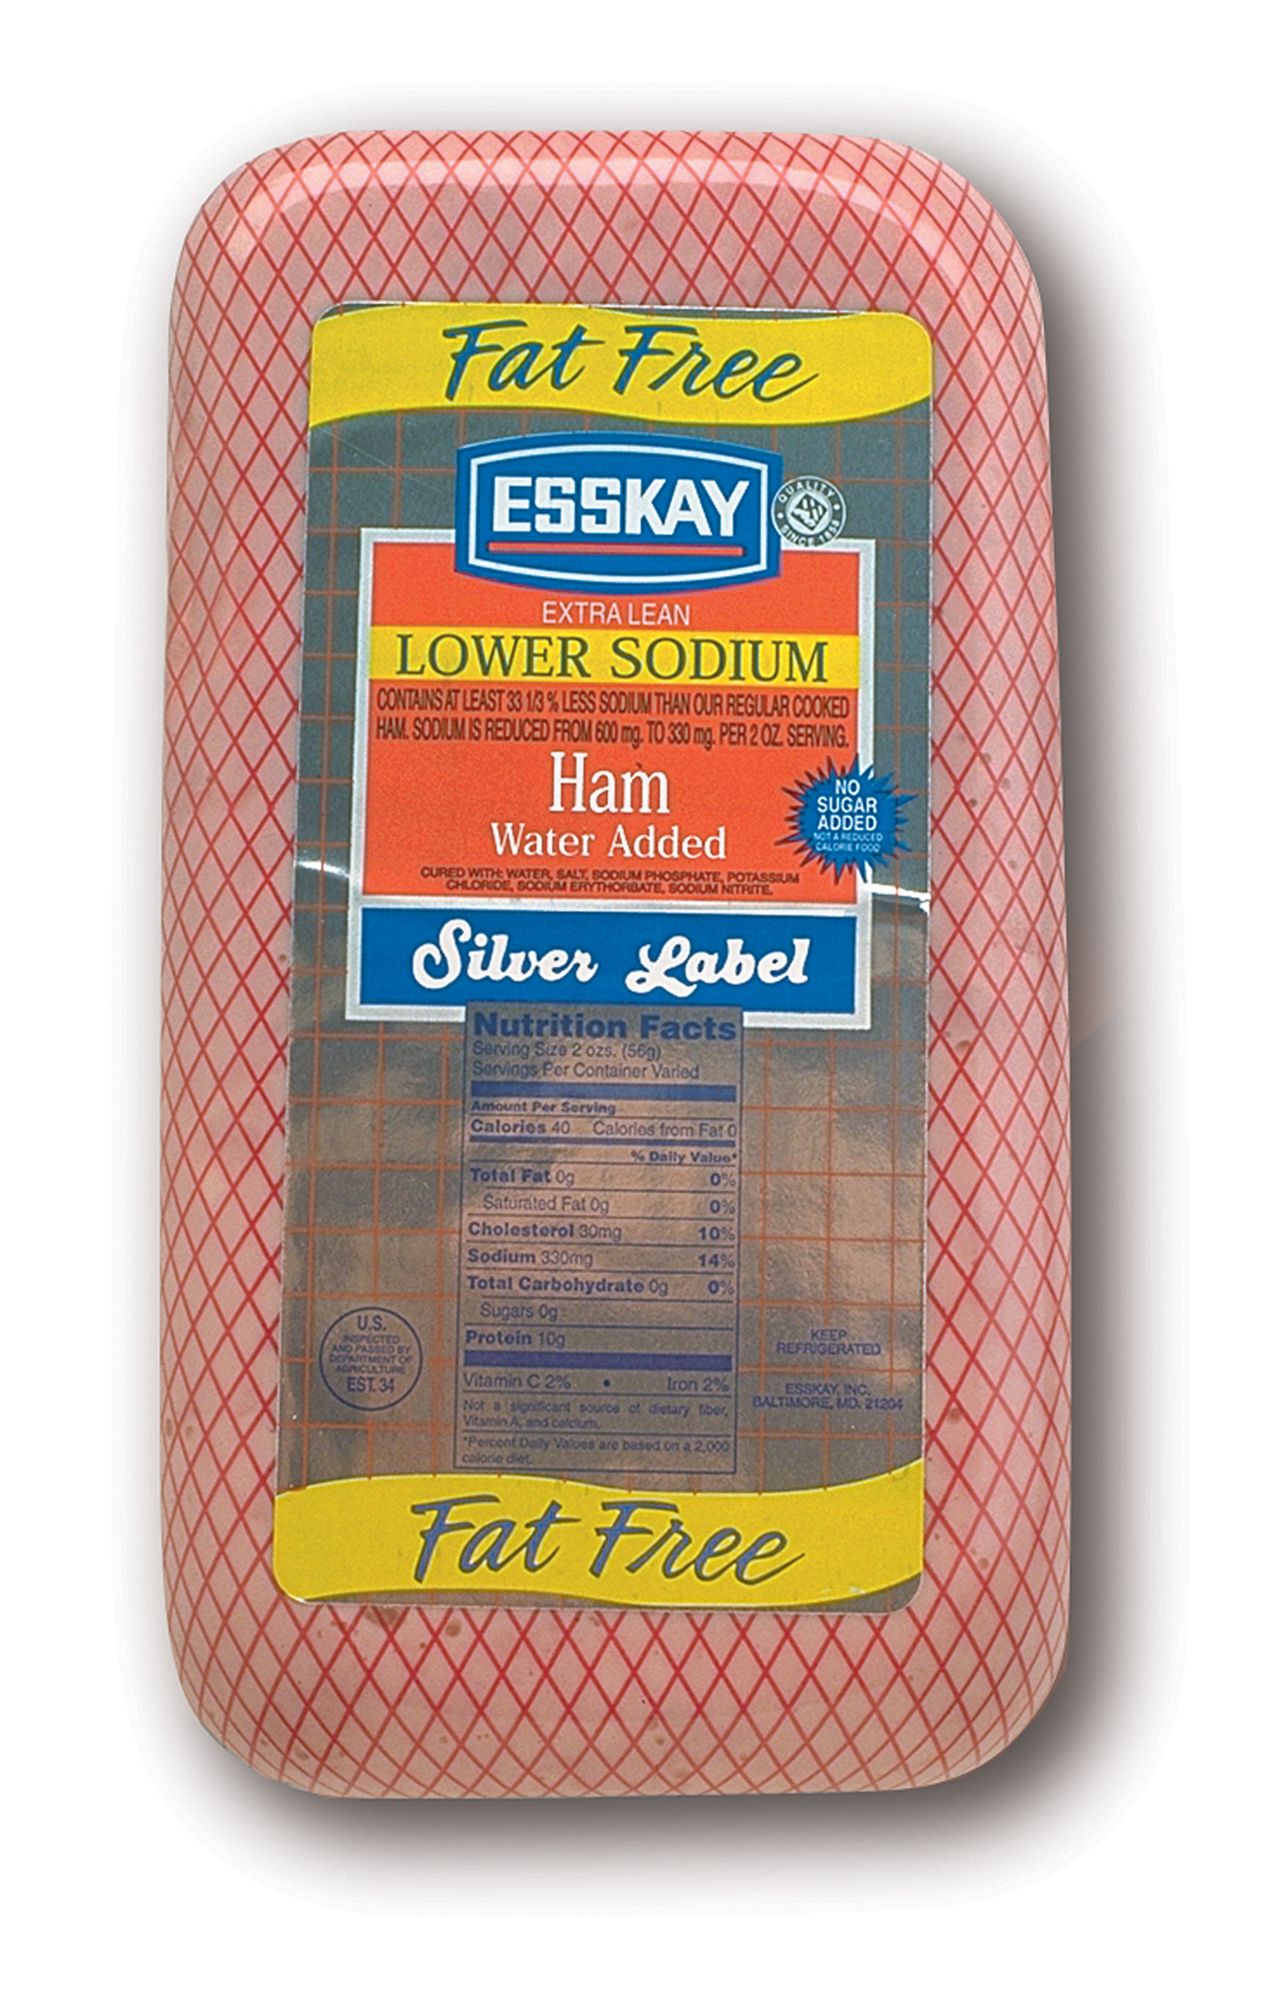 Fat Free
ESSKAY
QUALITY
SINCE 1858
EXTRA LEAN
LOWER SODIUM
CONTAINS AT LEAST 33 1/3 % LESS SODIUM THAN OUR REGULAR COOKED
HAM. SODIUM IS REDUCED FROM 600 mg. TO 330 mg. PER 2 OZ. SERVING.
Ham
Water Added
NO
SUGAR
ADDED
NOT A REDUCED
CALORIE FOOD
CURED WITH: WATER, SALT, SODIUM PHOSPHATE, POTASSIUM
CHLORIDE, SODIUM ERYTHORBATE, SODIUM NITRITE.
Silver Label
Nutrition Facts
Serving Size 2 ozs. (56g)
Servings Per Container Varied
Amount Per Serving
Calories 40 Calories from Fat 0
% Daily Value*
Total Fat 0g 0%
Saturated Fat 0g 0%
Cholesterol 30mg 10%
Sodium 330mg 14%
Total Carbohydrate 0g 0%
Sugars 0g
Protein 10g
Vitamin C 2% • Iron 2%
Not a significant source of dietary fiber,
Vitamin A, and calcium.
*Percent Daily Values are based on a 2,000
calorie diet.
U.S.
INSPECTED
AND PASSED BY
DEPARTMENT OF
AGRICULTURE
EST. 34
KEEP
REFRIGERATED
ESSKAY, INC.
BALTIMORE, MD. 21204
Fat Free